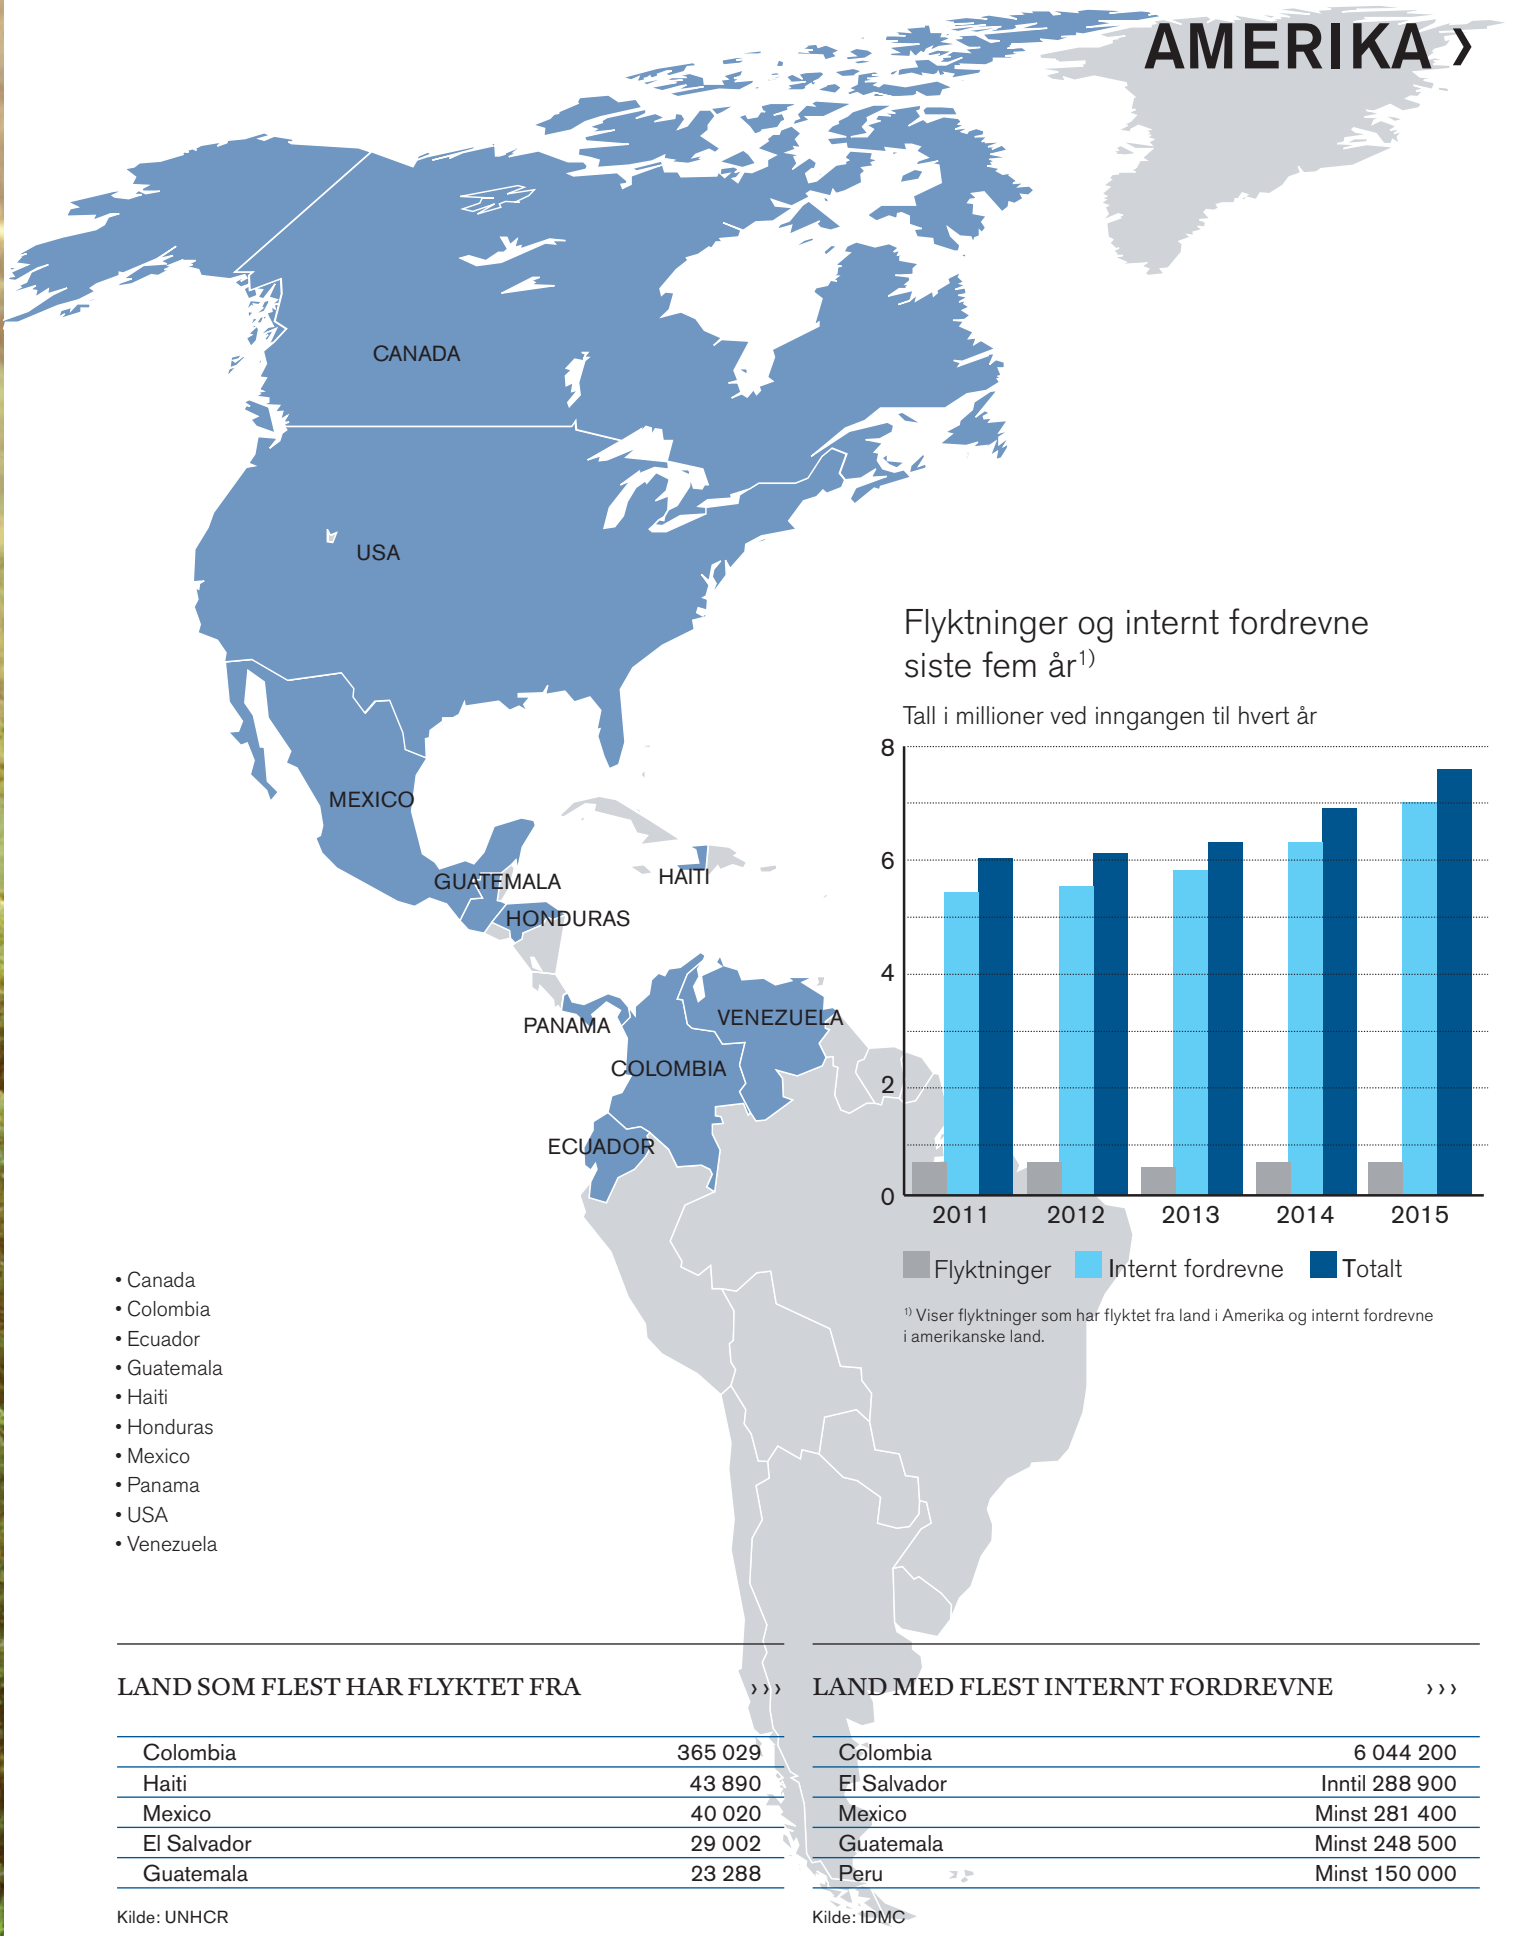 AMERIKA ›
CANADA
USA
MEXICO
GUATEMALA
HAITI
HONDURAS
PANAMA
VENEZUELA
COLOMBIA
ECUADOR
Flyktninger og internt fordrevne
siste fem år¹⁾
Tall i millioner ved inngangen til hvert år
8
6
4
2
0
2011 2012 2013 2014 2015
Flyktninger Internt fordrevne Totalt
¹⁾ Viser flyktninger som har flyktet fra land i Amerika og internt fordrevne
i amerikanske land.
• Canada
• Colombia
• Ecuador
• Guatemala
• Haiti
• Honduras
• Mexico
• Panama
• USA
• Venezuela
LAND SOM FLEST HAR FLYKTET FRA ›››
Colombia 365 029
Haiti 43 890
Mexico 40 020
El Salvador 29 002
Guatemala 23 288
Kilde: UNHCR
LAND MED FLEST INTERNT FORDREVNE ›››
Colombia 6 044 200
El Salvador Inntil 288 900
Mexico Minst 281 400
Guatemala Minst 248 500
Peru Minst 150 000
Kilde: IDMC